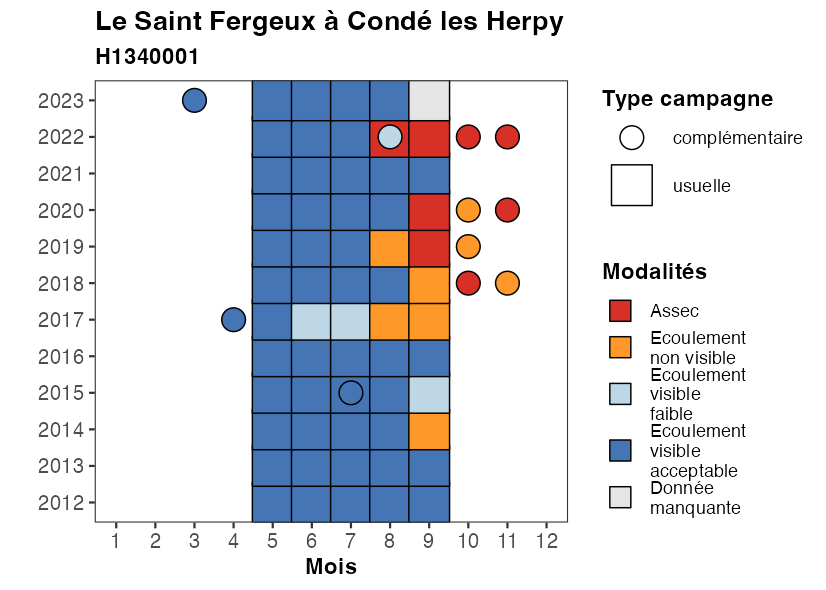 Le Saint Fergeux à Condé les Herpy
H1340001
2023
2022
2021
2020
2019
2018
2017
2016
2015
2014
2013
2012
1 2 3 4 5 6 7 8 9 10 11 12
Mois
Type campagne
complémentaire
usuelle
Modalités
Assec
Ecoulement
non visible
Ecoulement
visible
faible
Ecoulement
visible
acceptable
Donnée
manquante